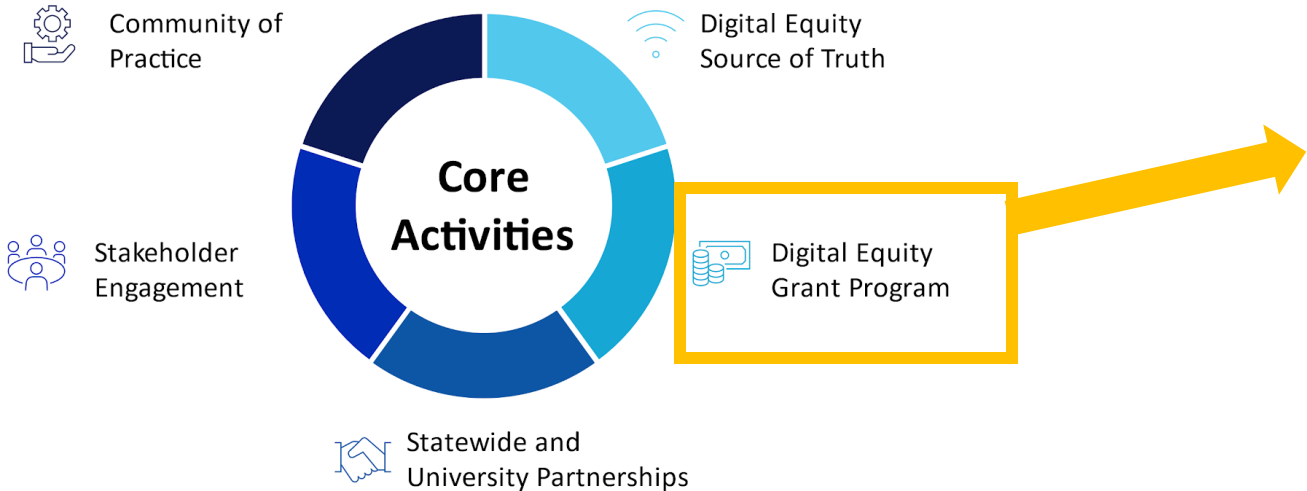 Community of
Practice
Digital Equity
Source of Truth
Core
Activities
Stakeholder
Engagement
Digital Equity
Grant Program
Statewide and
University Partnerships